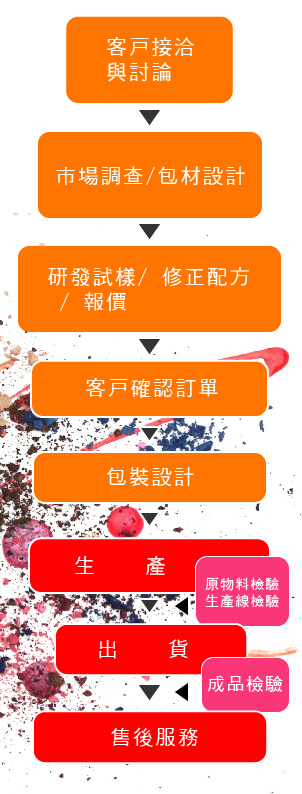 客戶接洽
與討論
市場調查/包材設計
研發試樣/ 修正配方
/ 報價
客戶確認訂單
包裝設計
生 產
原物料檢驗
生產線檢驗
出 貨
成品檢驗
售後服務